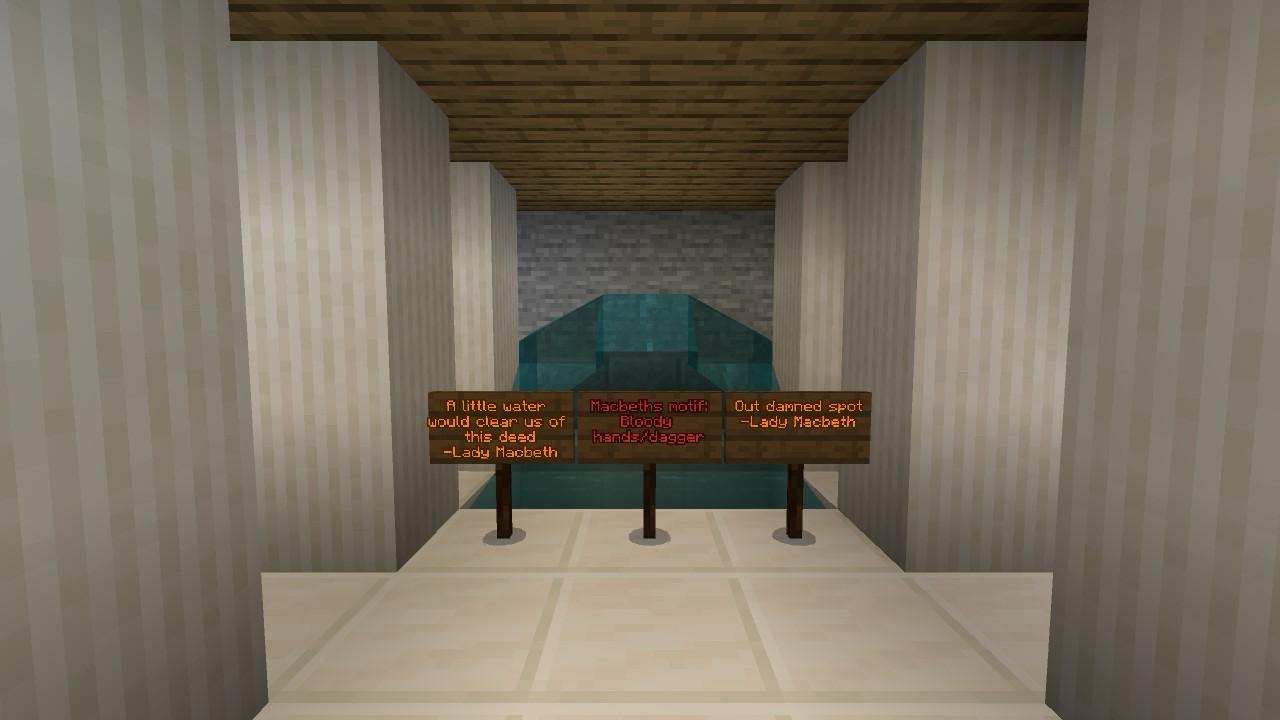 A little water
would clear us of
this deed
-Lady Macbeth
Macbeths motif:
Bloody
hands/dagger
Out damned spot
-Lady Macbeth